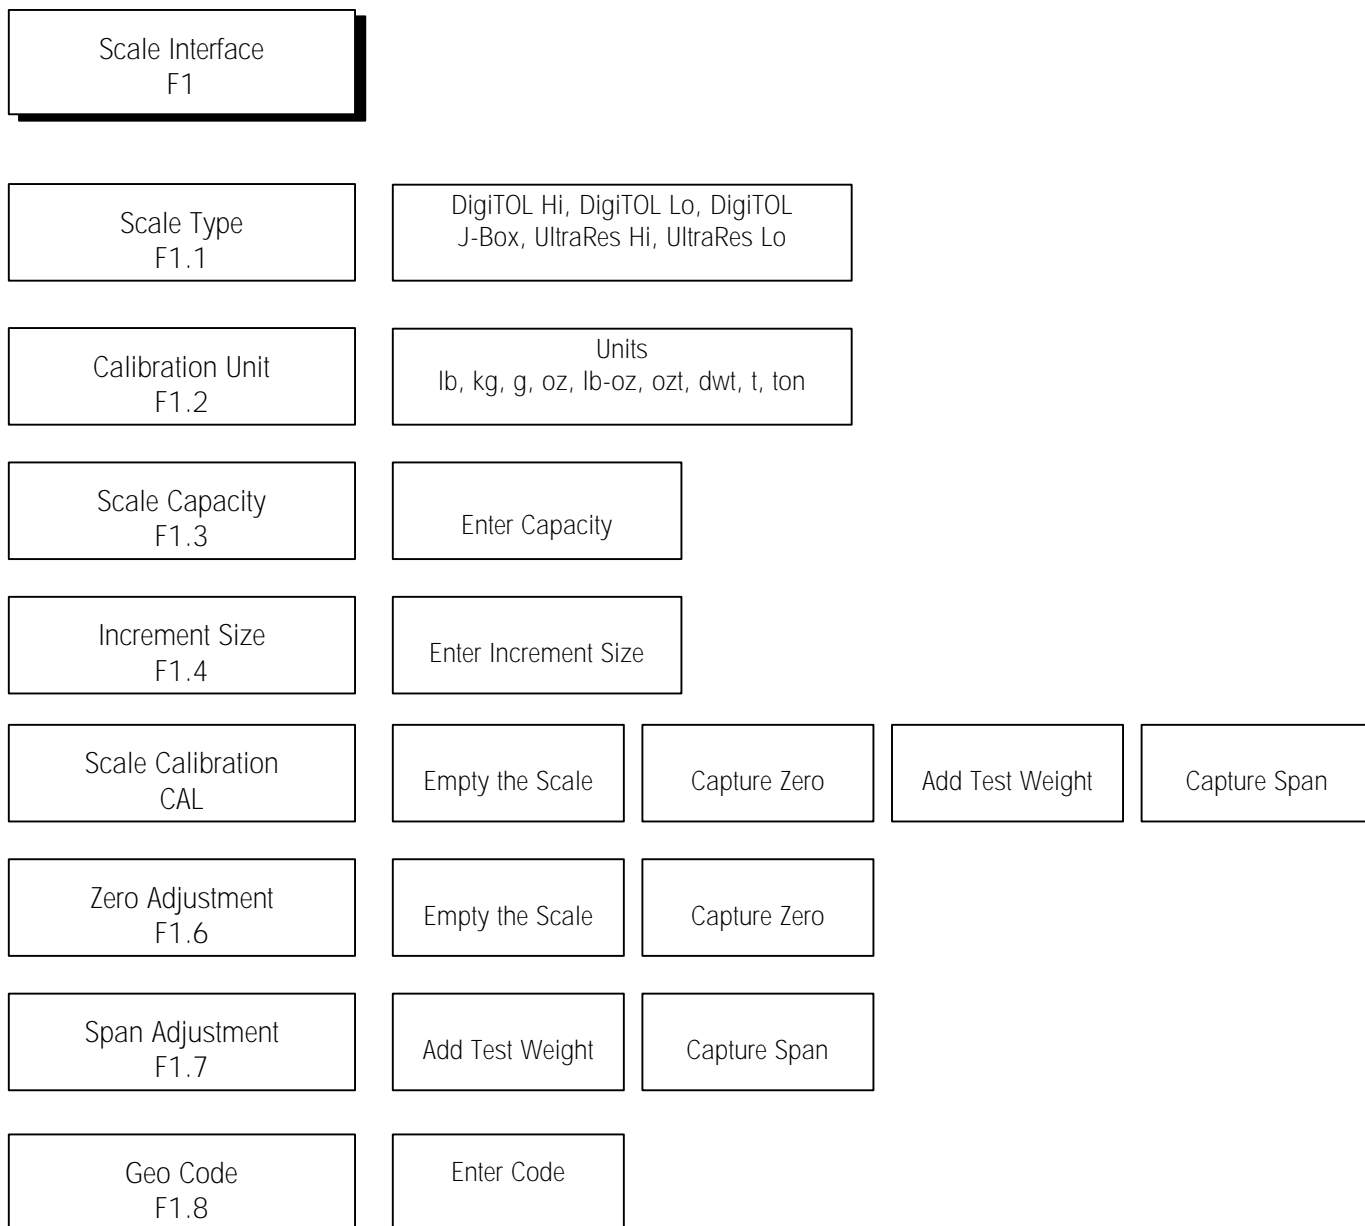 Scale Interface
F1
Scale Type
F1.1
DigiTOL Hi, DigiTOL Lo, DigiTOL
J-Box, UltraRes Hi, UltraRes Lo
Calibration Unit
F1.2
Units
lb, kg, g, oz, lb-oz, ozt, dwt, t, ton
Scale Capacity
F1.3
Enter Capacity
Increment Size
F1.4
Enter Increment Size
Scale Calibration
CAL
Empty the Scale
Capture Zero
Add Test Weight
Capture Span
Zero Adjustment
F1.6
Empty the Scale
Capture Zero
Span Adjustment
F1.7
Add Test Weight
Capture Span
Geo Code
F1.8
Enter Code